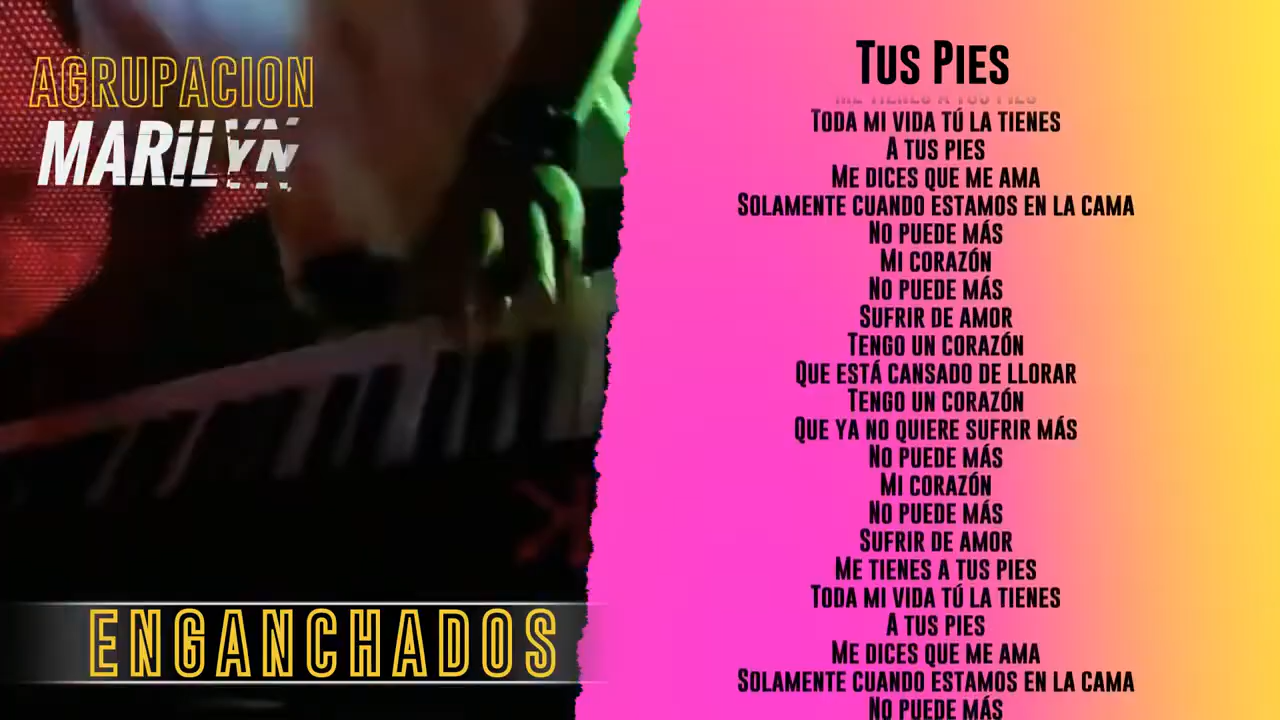 AGRUPACION
MARILYN
ENGANCHADOS
TUS PIES
ME TIENES A TUS PIES
TODA MI VIDA TÚ LA TIENES
A TUS PIES
ME DICES QUE ME AMA
SOLAMENTE CUANDO ESTAMOS EN LA CAMA
NO PUEDE MÁS
MI CORAZÓN
NO PUEDE MÁS
SUFRIR DE AMOR
TENGO UN CORAZÓN
QUE ESTÁ CANSADO DE LLORAR
TENGO UN CORAZÓN
QUE YA NO QUIERE SUFRIR MÁS
NO PUEDE MÁS
MI CORAZÓN
NO PUEDE MÁS
SUFRIR DE AMOR
ME TIENES A TUS PIES
TODA MI VIDA TÚ LA TIENES
A TUS PIES
ME DICES QUE ME AMA
SOLAMENTE CUANDO ESTAMOS EN LA CAMA
NO PUEDE MÁS